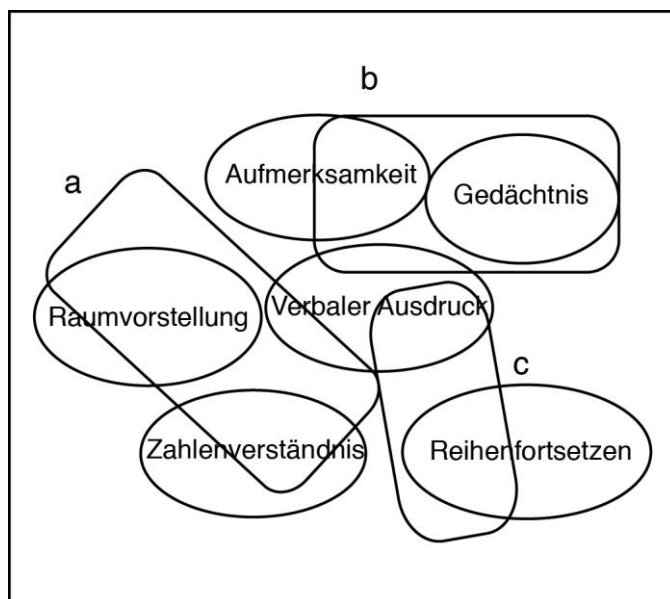 b
a
Aufmerksamkeit
Gedächtnis
Raumvorstellung
Verbaler Ausdruck
c
Zahlenverständnis
Reihenfortsetzen